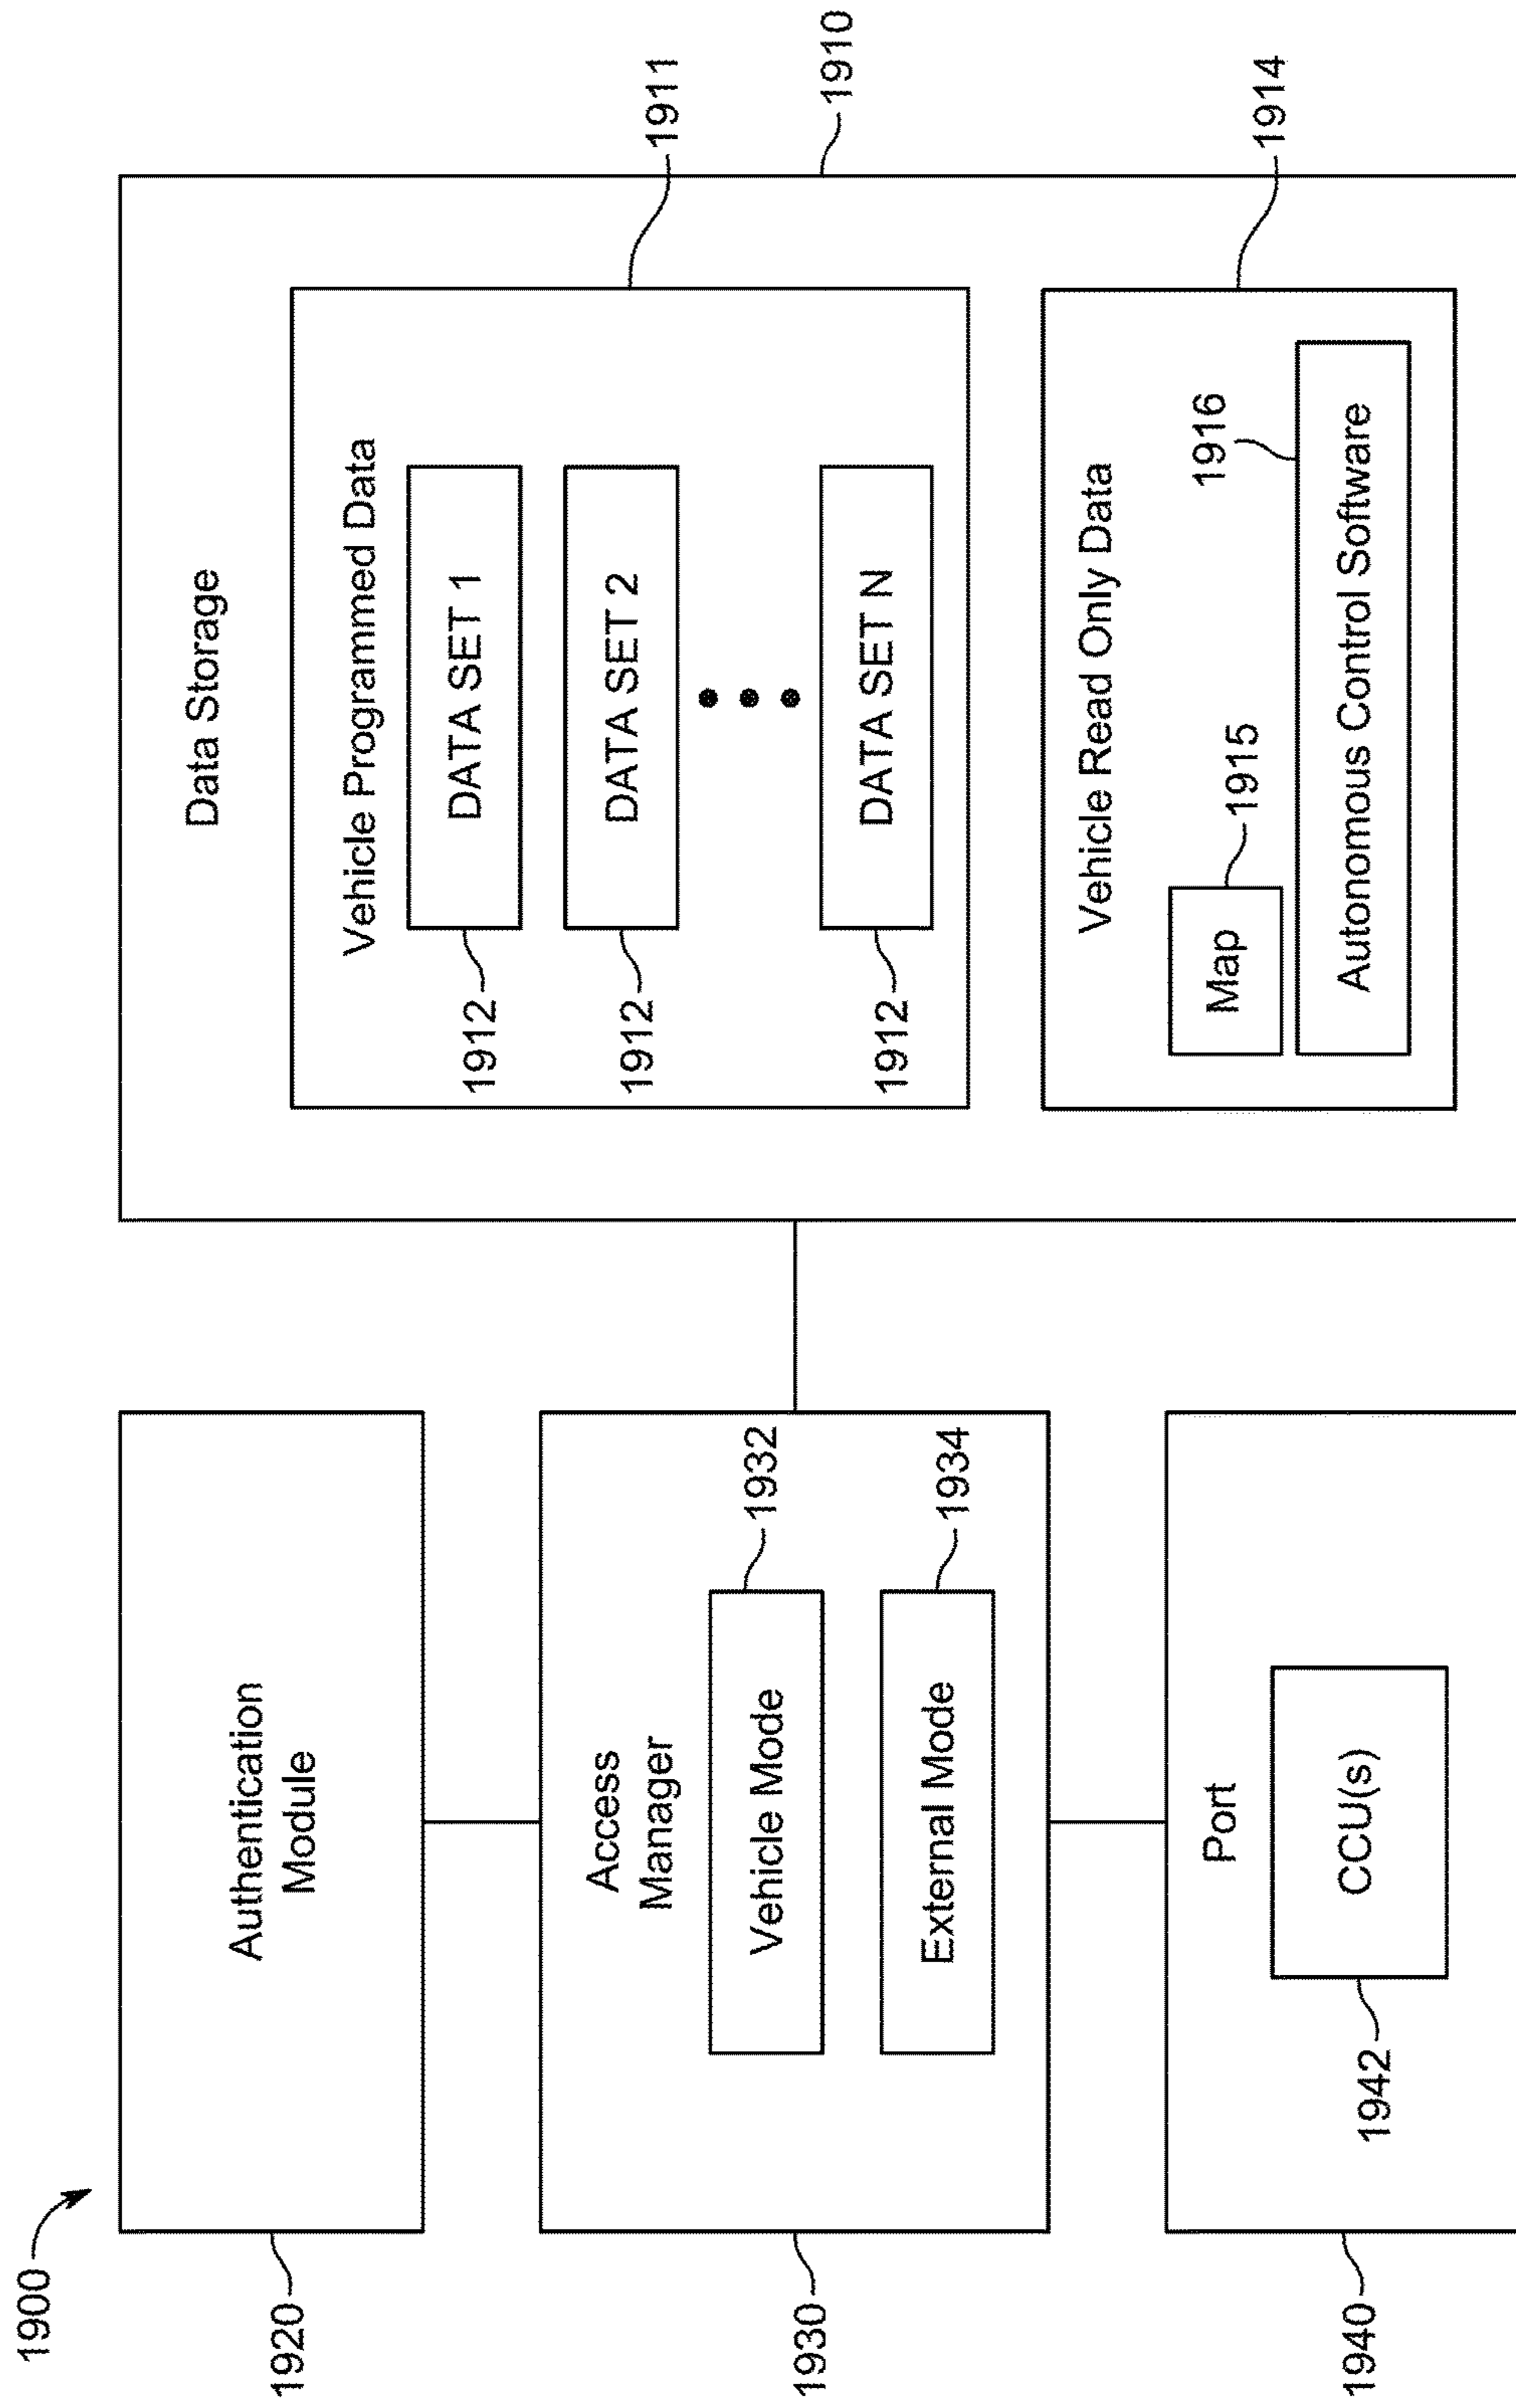 1900
Authentication
Module
1920
Access
Manager
Vehicle Mode
1932
External Mode
1934
1930
Port
CCU(s)
1942
1940
Data Storage
1910
Vehicle Programmed Data
1911
DATA SET 1
1912
DATA SET 2
1912
DATA SET N
1912
Vehicle Read Only Data
1914
Map
1915
1916
Autonomous Control Software